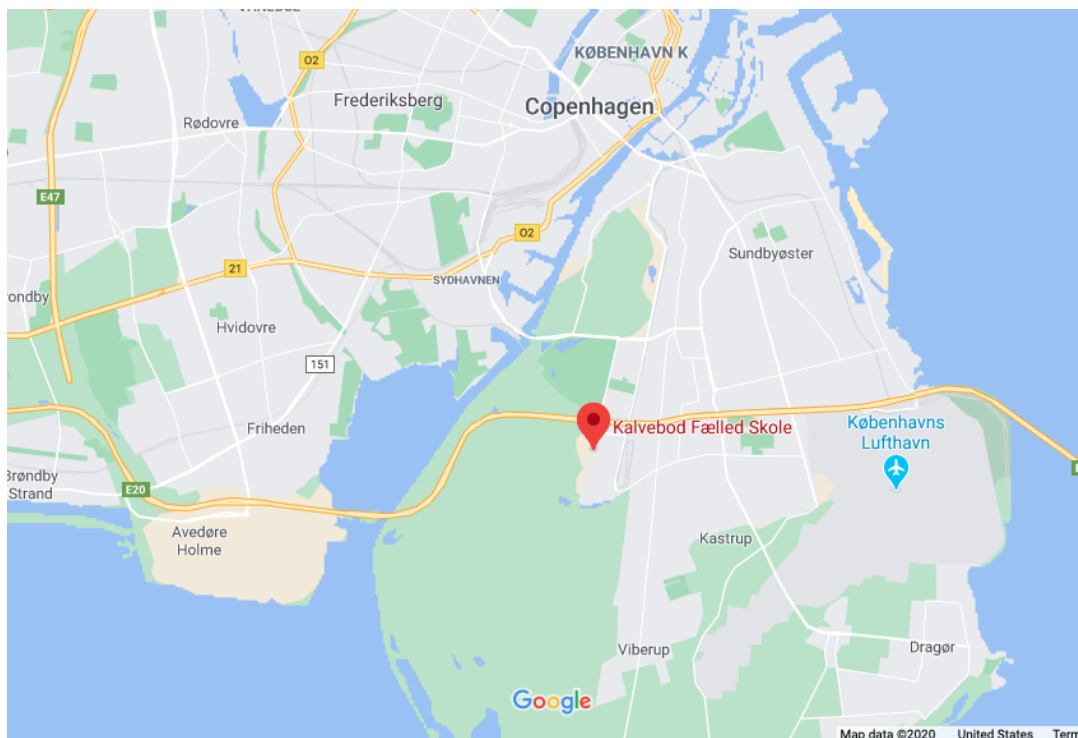 KØBENHAVN K
O2
Frederiksberg
Copenhagen
Rødovre
E47
O2
Sundbyøster
21
SYDHAVNEN
Hvidovre
151
Friheden
Kalvebod Fælled Skole
Københavns
Lufthavn
Brøndby
Strand
E20
Avedøre
Holme
Kastrup
Viberup
Dragør
Google
Map data ©2020 United States